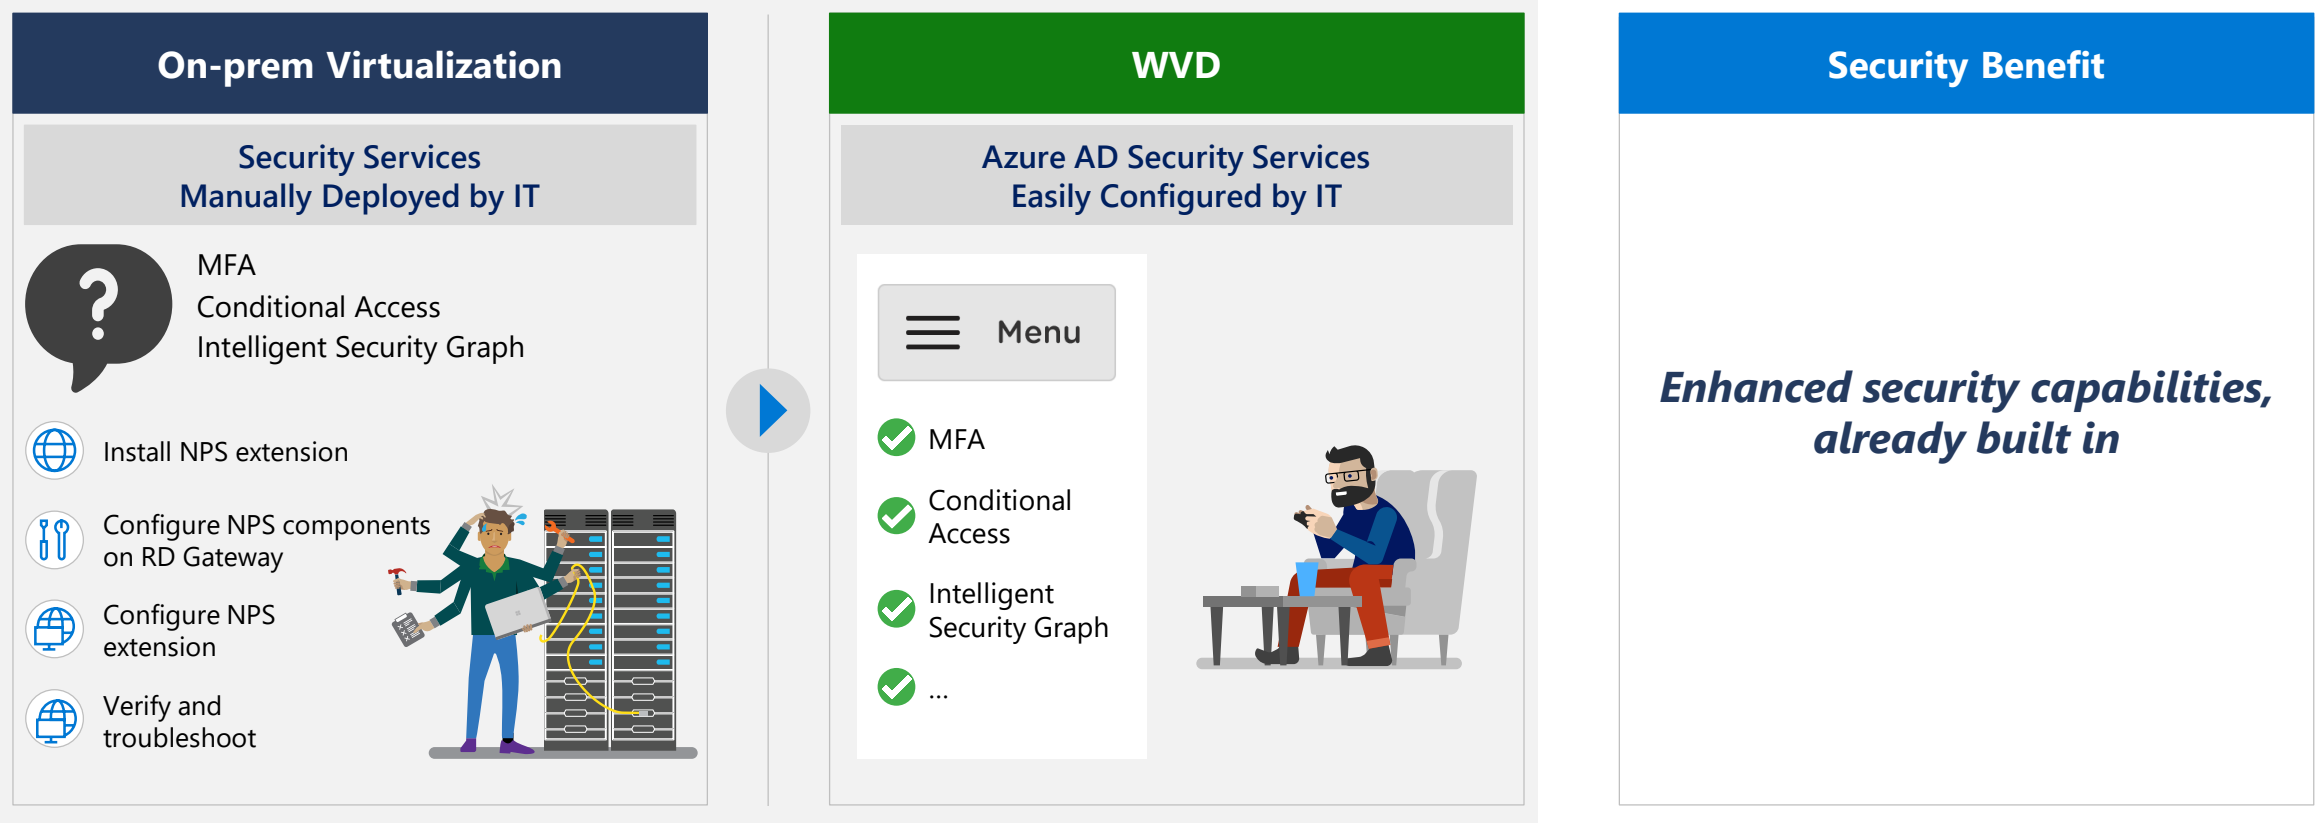 On-prem Virtualization
Security Services
Manually Deployed by IT
?
MFA
Conditional Access
Intelligent Security Graph
Install NPS extension
Configure NPS components
on RD Gateway
Configure NPS
extension
Verify and
troubleshoot
WVD
Azure AD Security Services
Easily Configured by IT
Menu
MFA
Conditional
Access
Intelligent
Security Graph
...
Security Benefit
Enhanced security capabilities,
already built in